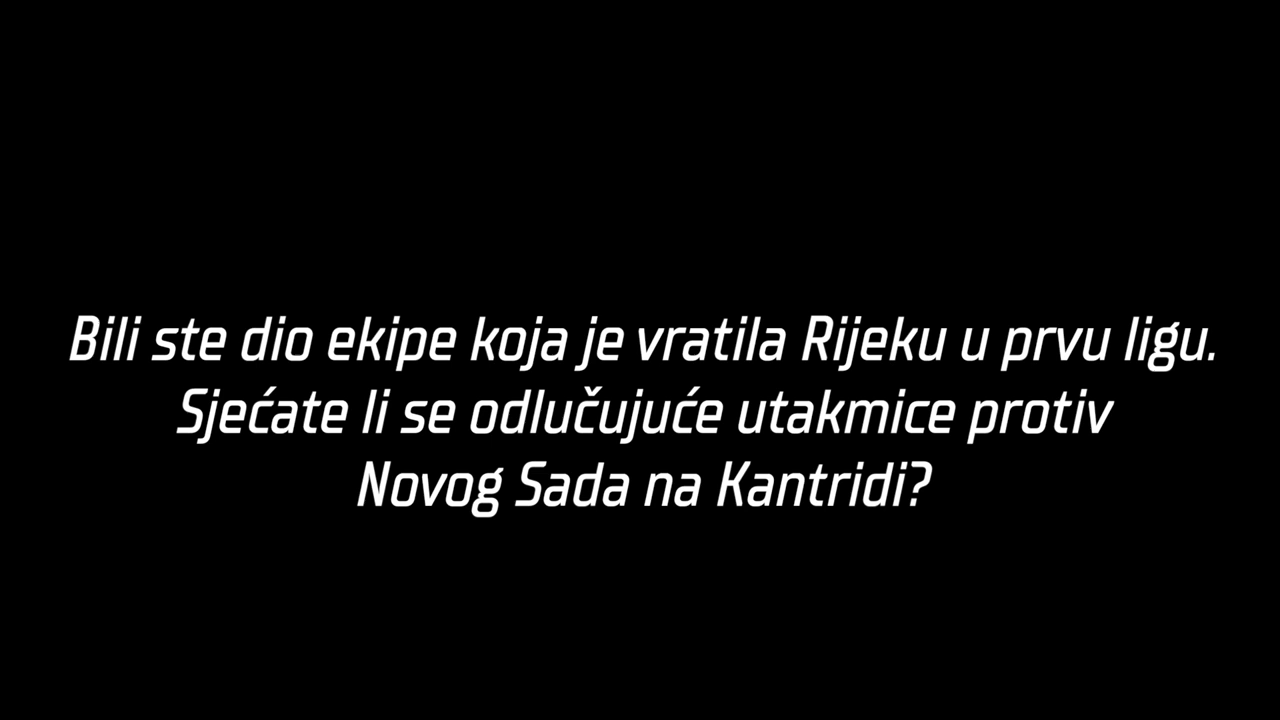 Bili ste dio ekipe koja je vratila Rijeku u prvu ligu.
Sjećate li se odlučujuće utakmice protiv
Novog Sada na Kantridi?